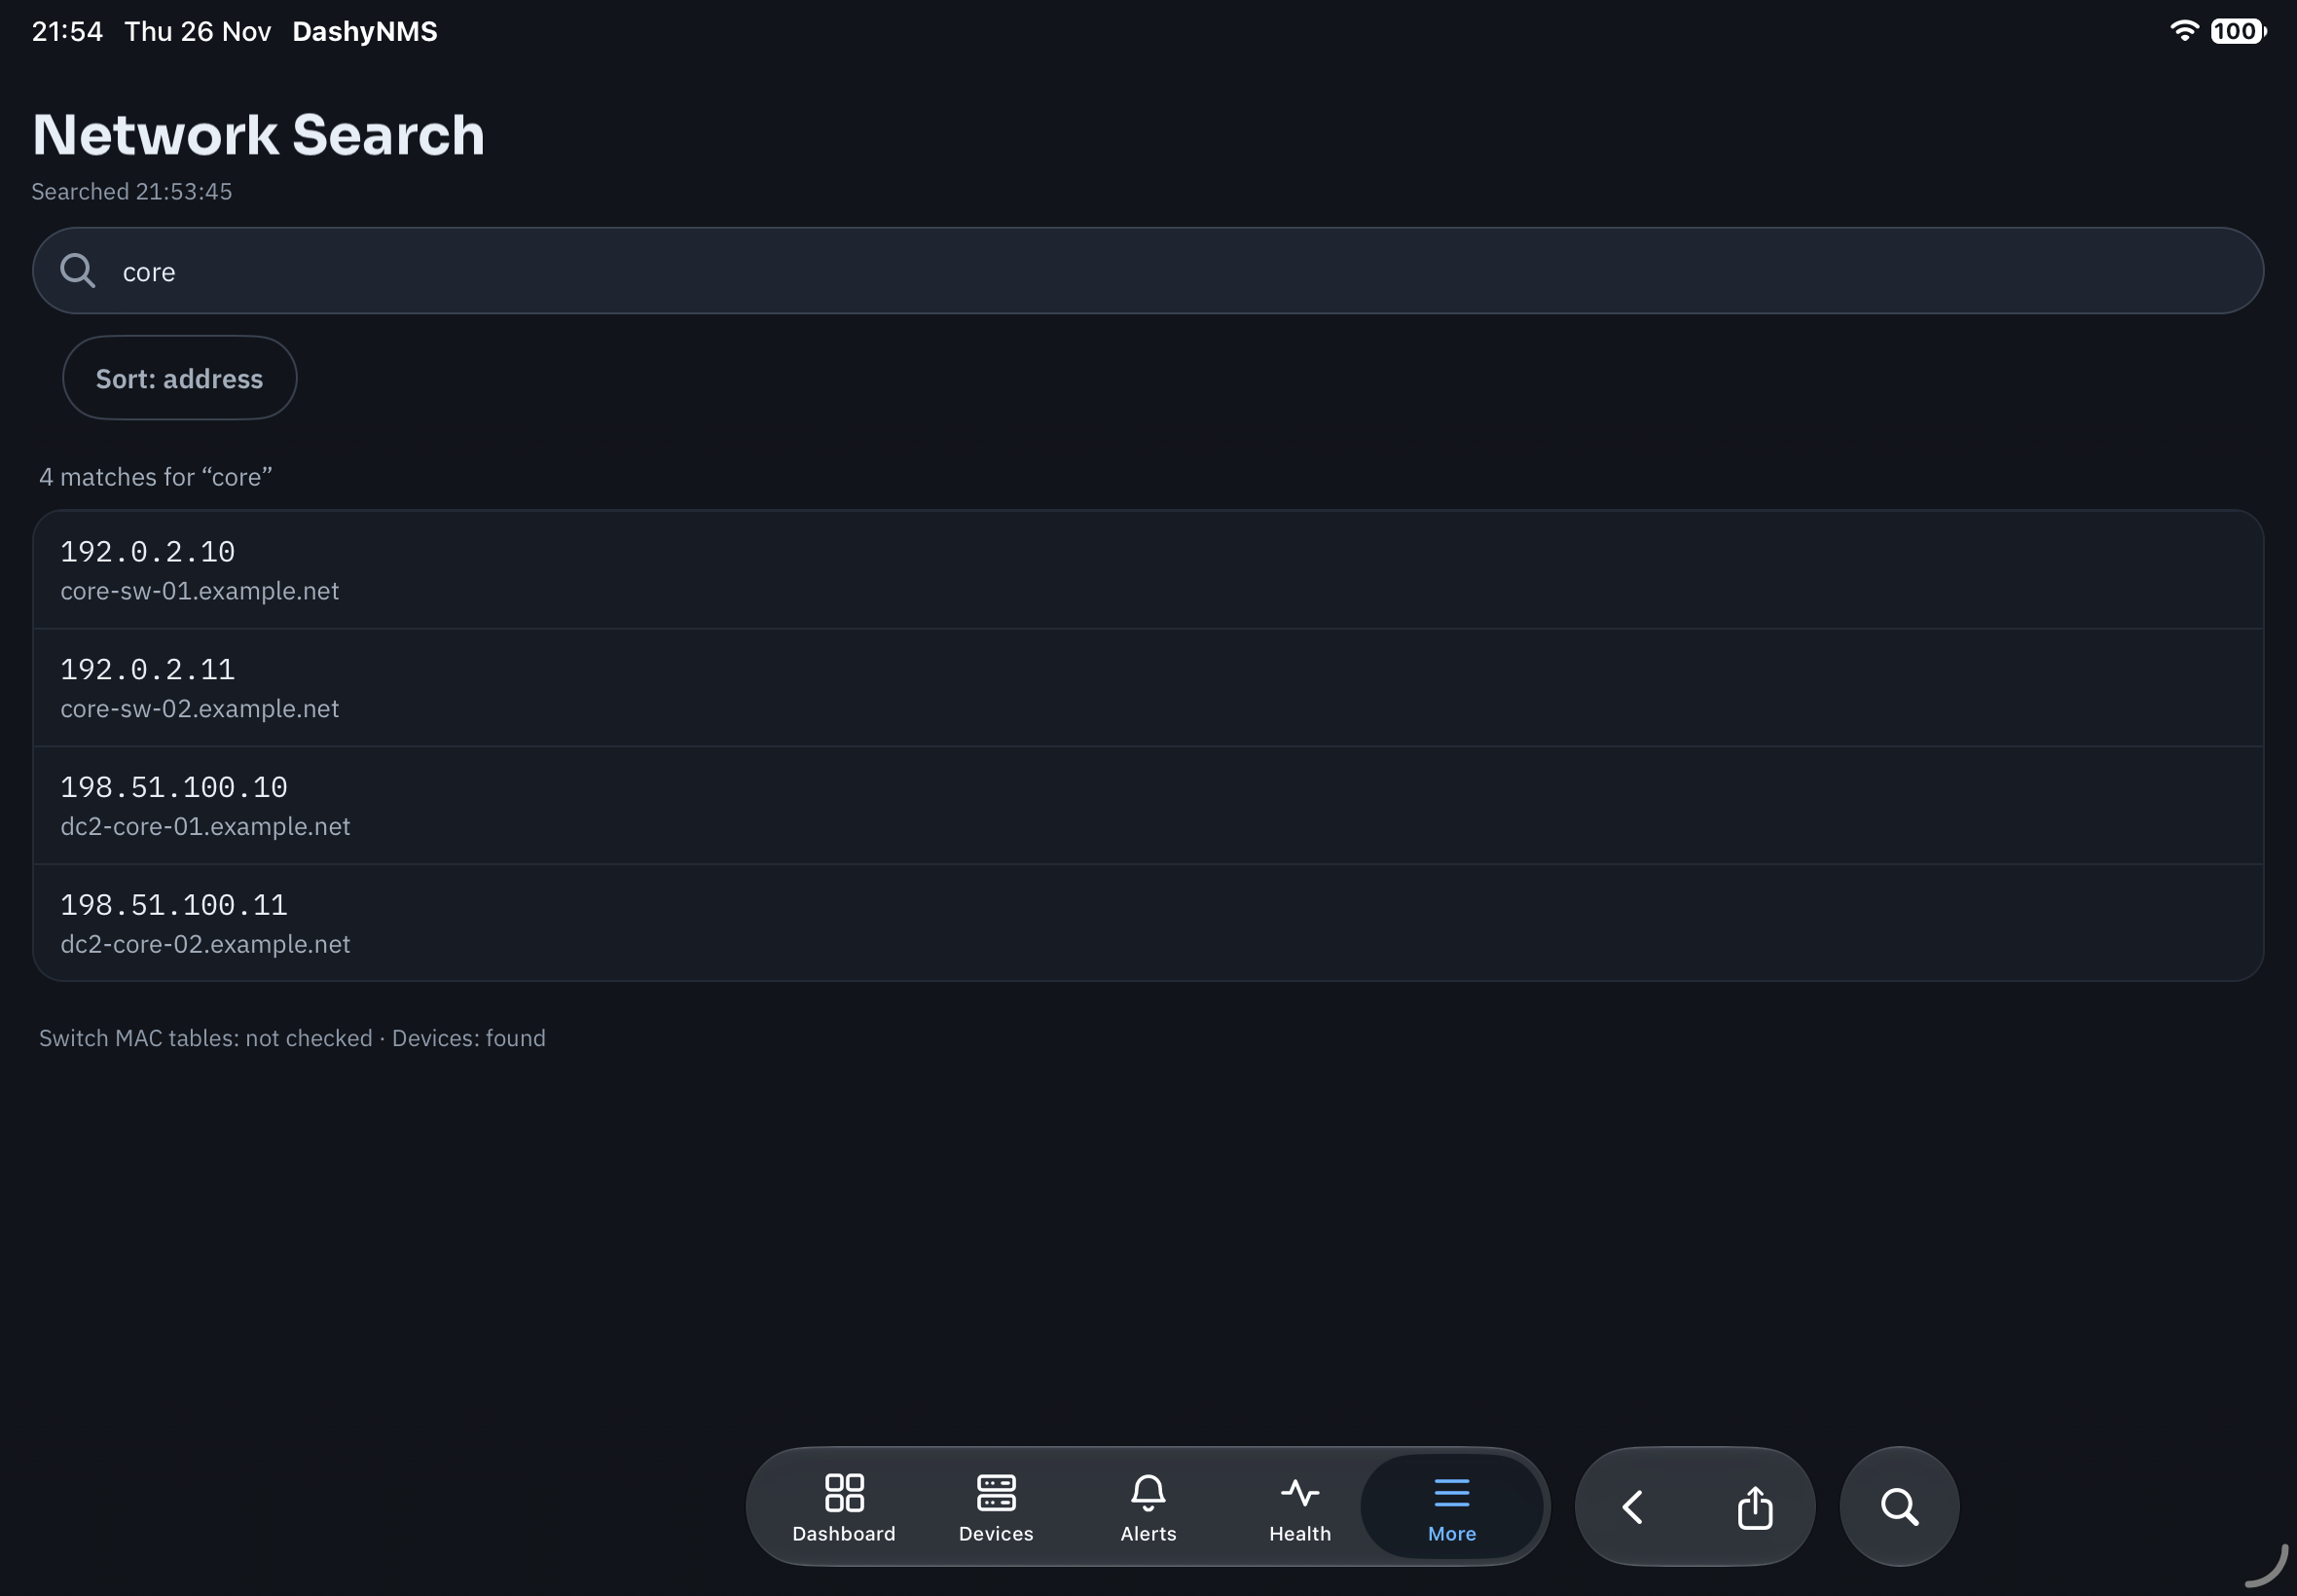 21:54 Thu 26 Nov DashyNMS
100
Network Search
Searched 21:53:45
core
Sort: address
4 matches for “core”
192.0.2.10
core-sw-01.example.net
192.0.2.11
core-sw-02.example.net
198.51.100.10
dc2-core-01.example.net
198.51.100.11
dc2-core-02.example.net
Switch MAC tables: not checked · Devices: found
Dashboard Devices Alerts Health More